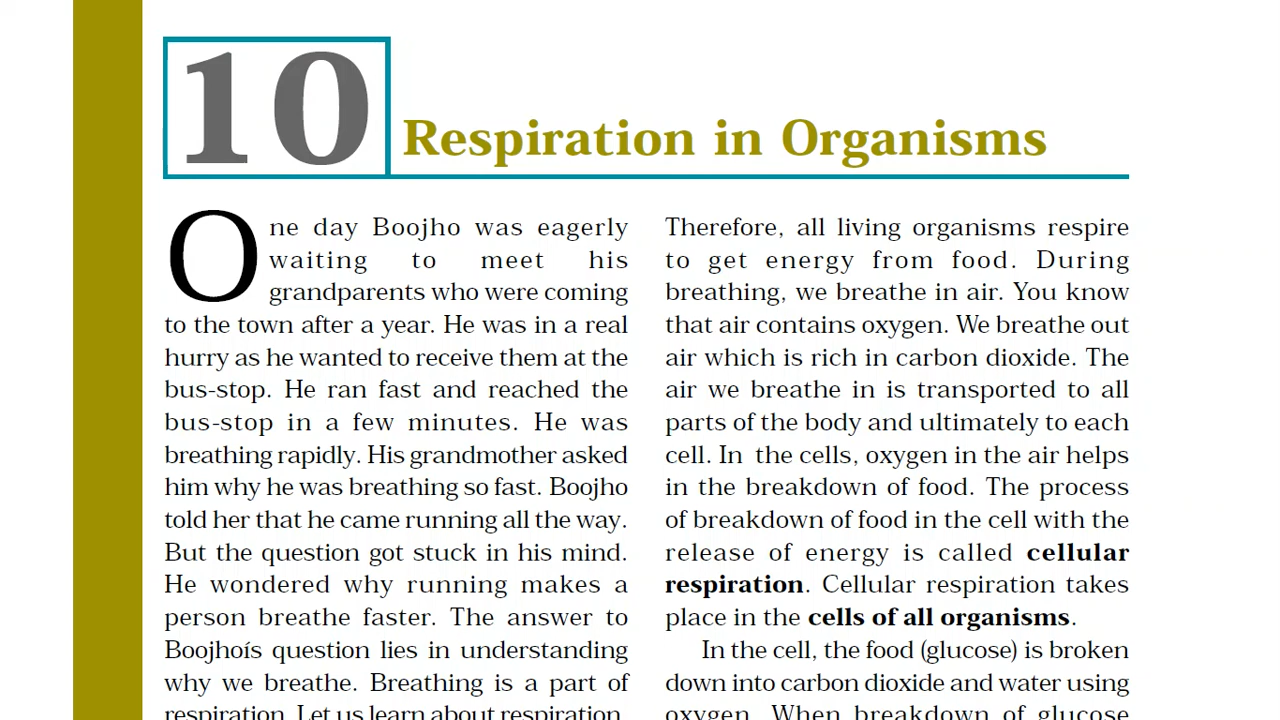 10
Respiration in Organisms
One day Boojho was eagerly
waiting to meet his
grandparents who were coming
to the town after a year. He was in a real
hurry as he wanted to receive them at the
bus-stop. He ran fast and reached the
bus-stop in a few minutes. He was
breathing rapidly. His grandmother asked
him why he was breathing so fast. Boojho
told her that he came running all the way.
But the question got stuck in his mind.
He wondered why running makes a
person breathe faster. The answer to
Boojhoís question lies in understanding
why we breathe. Breathing is a part of
respiration. Let us learn about respiration.
Therefore, all living organisms respire
to get energy from food. During
breathing, we breathe in air. You know
that air contains oxygen. We breathe out
air which is rich in carbon dioxide. The
air we breathe in is transported to all
parts of the body and ultimately to each
cell. In the cells, oxygen in the air helps
in the breakdown of food. The process
of breakdown of food in the cell with the
release of energy is called cellular
respiration. Cellular respiration takes
place in the cells of all organisms.
In the cell, the food (glucose) is broken
down into carbon dioxide and water using
oxygen. When breakdown of glucose